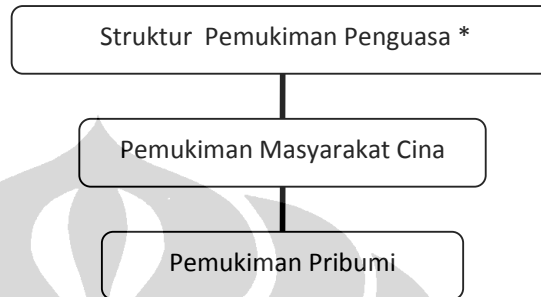 Struktur  Pemukiman Penguasa *
Pemukiman Masyarakat Cina
Pemukiman Pribumi